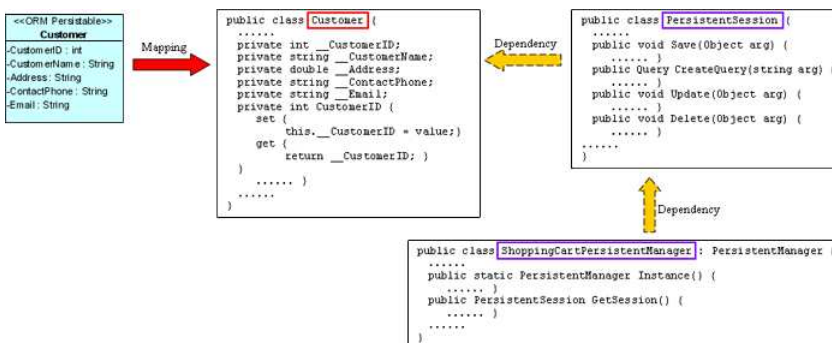 <<ORM Persistable>>
Customer
-CustomerID : int
-CustomerName : String
-Address : String
-ContactPhone : String
-Email : String
Mapping
public class Customer {
......
private int __CustomerID;
private string __CustomerName;
private double __Address;
private string __ContactPhone;
private string __Email;
private int CustomerID {
set {
this.__CustomerID = value;}
get {
return __CustomerID; }
}
...... }
......
}
Dependency
public class PersistentSession {
......
public void Save(Object arg) {
...... }
public Query CreateQuery(string arg) {
...... }
public void Update(Object arg) {
...... }
public void Delete(Object arg) {
...... }
......
}
Dependency
public class ShoppingCartPersistentManager : PersistentManager {
......
public static PersistentManager Instance() {
...... }
public PersistentSession GetSession() {
...... }
......
}